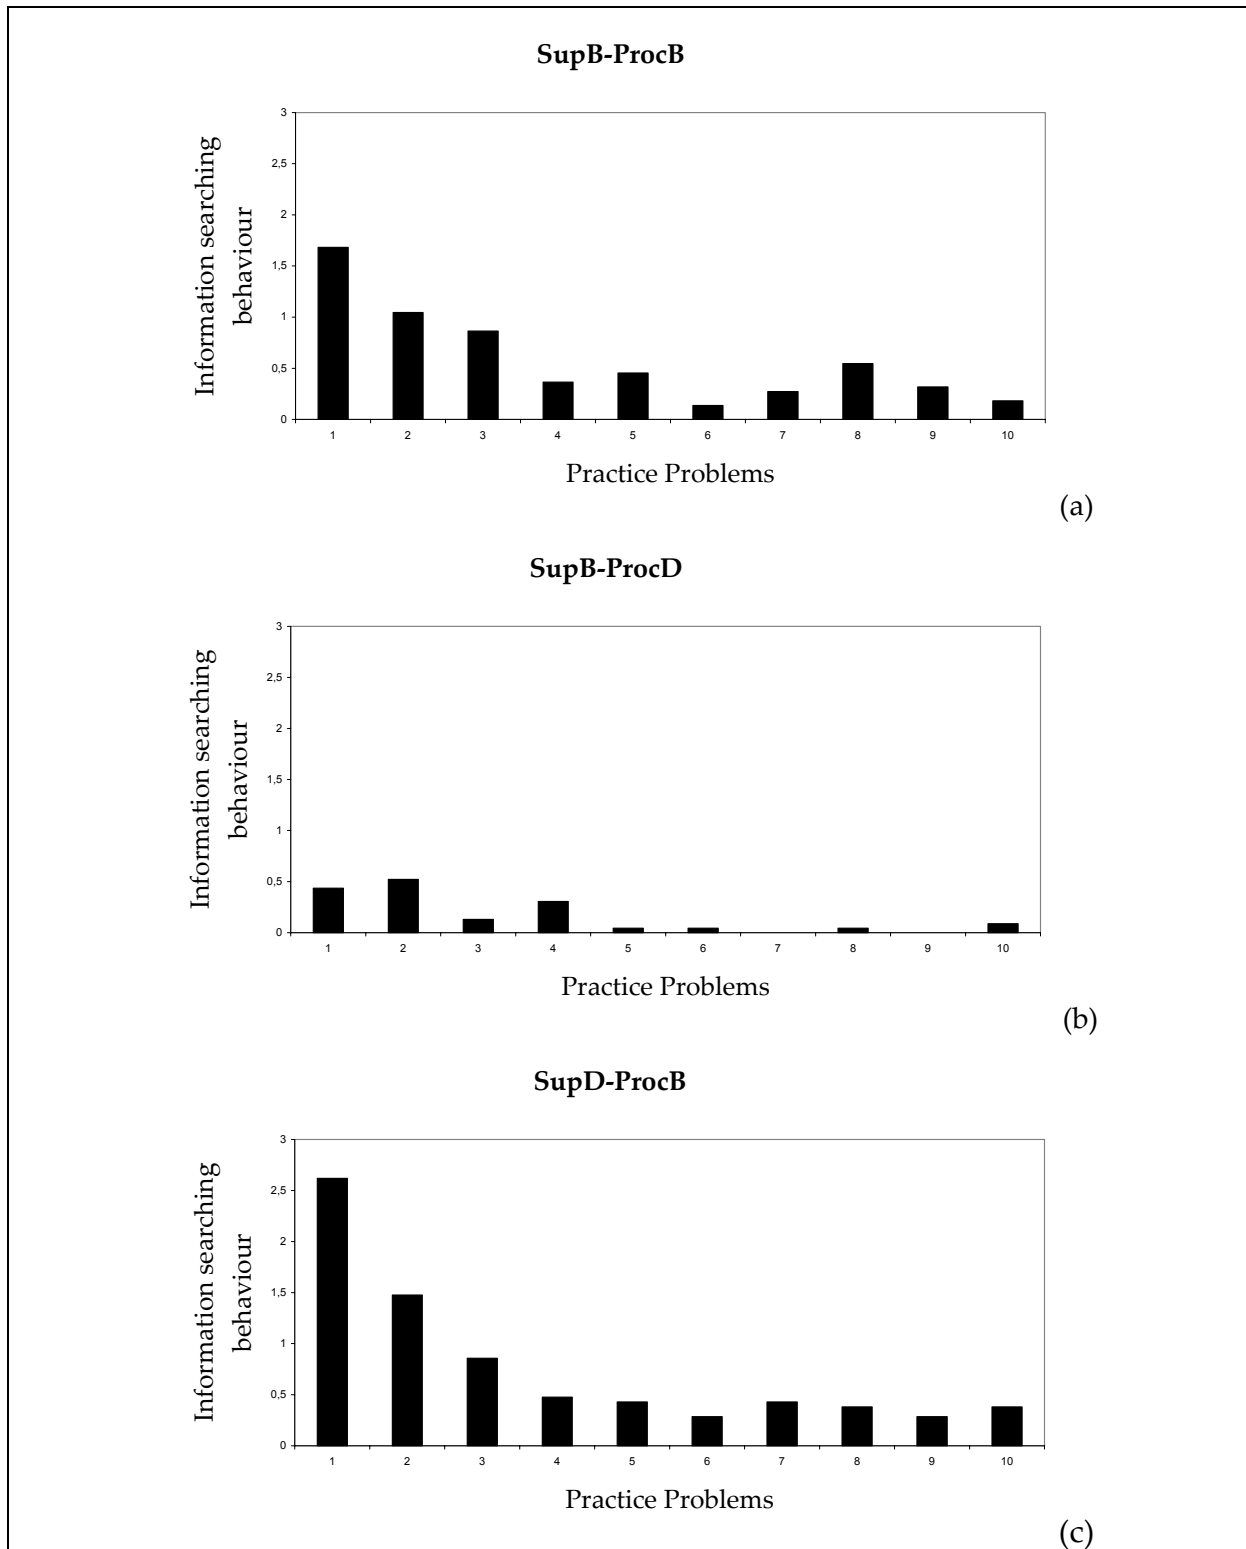 SupB-ProcB
3
2,5
2
1,5
1
0,5
0
Information searching
behaviour
1 2 3 4 5 6 7 8 9 10
Practice Problems
(a)
SupB-ProcD
3
2,5
2
1,5
1
0,5
0
Information searching
behaviour
1 2 3 4 5 6 7 8 9 10
Practice Problems
(b)
SupD-ProcB
3
2,5
2
1,5
1
0,5
0
Information searching
behaviour
1 2 3 4 5 6 7 8 9 10
Practice Problems
(c)